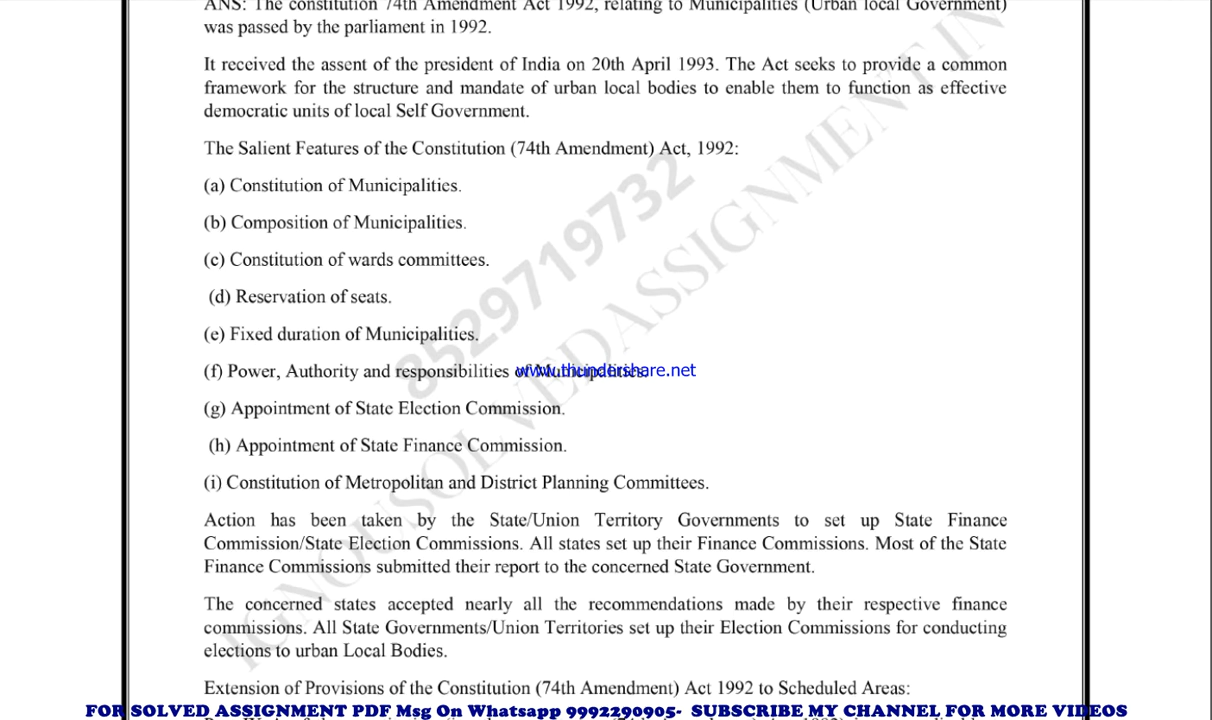 ANS: The constitution 74th Amendment Act 1992, relating to Municipalities (Urban local Government)
was passed by the parliament in 1992.
It received the assent of the president of India on 20th April 1993. The Act seeks to provide a common
framework for the structure and mandate of urban local bodies to enable them to function as effective
democratic units of local Self Government.
The Salient Features of the Constitution (74th Amendment) Act, 1992:
(a) Constitution of Municipalities.
(b) Composition of Municipalities.
(c) Constitution of wards committees.
(d) Reservation of seats.
(e) Fixed duration of Municipalities.
(f) Power, Authority and responsibilities of Municipalities.
www.thundershare.net
(g) Appointment of State Election Commission.
(h) Appointment of State Finance Commission.
(i) Constitution of Metropolitan and District Planning Committees.
Action has been taken by the State/Union Territory Governments to set up State Finance
Commission/State Election Commissions. All states set up their Finance Commissions. Most of the State
Finance Commissions submitted their report to the concerned State Government.
The concerned states accepted nearly all the recommendations made by their respective finance
commissions. All State Governments/Union Territories set up their Election Commissions for conducting
elections to urban Local Bodies.
Extension of Provisions of the Constitution (74th Amendment) Act 1992 to Scheduled Areas:
FOR SOLVED ASSIGNMENT PDF Msg On Whatsapp 9992290905- SUBSCRIBE MY CHANNEL FOR MORE VIDEOS
8529719732
IGNOUSOLVEDASSIGNMENT IN